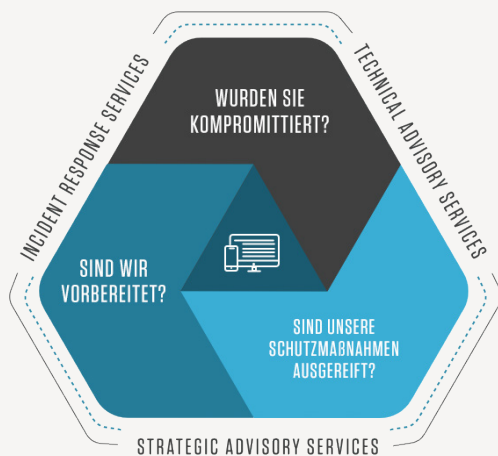 INCIDENT RESPONSE SERVICES
TECHNICAL ADVISORY SERVICES
WURDEN SIE
KOMPROMITTIERT?
SIND WIR
VORBEREITET?
SIND UNSERE
SCHUTZMAẞNAHMEN
AUSGEREIFT?
STRATEGIC ADVISORY SERVICES